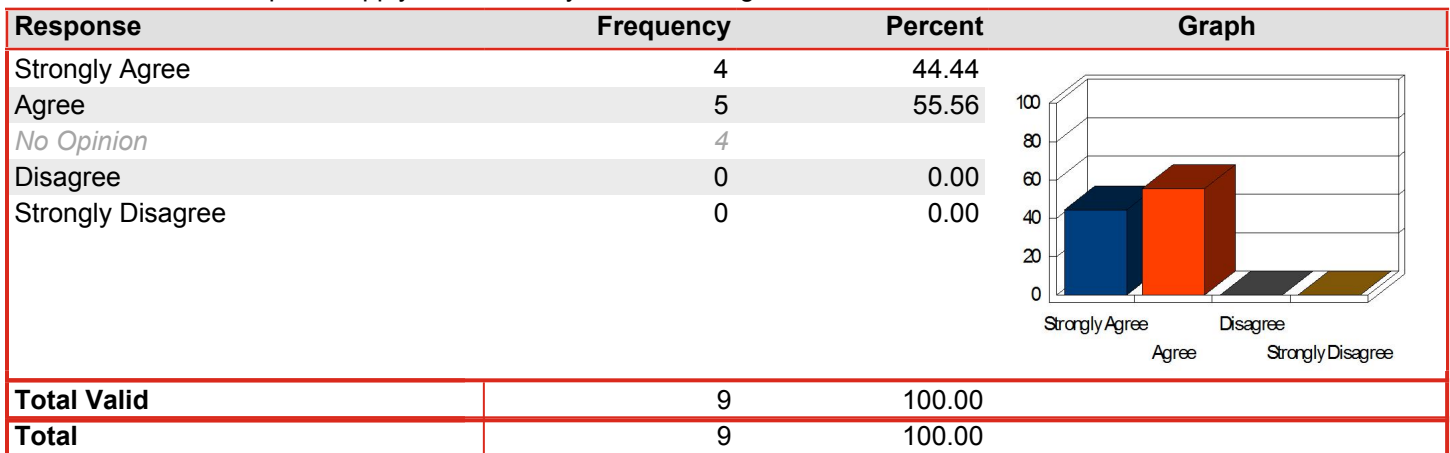 Response Frequency Percent Graph
Strongly Agree 4 44.44
Agree 5 55.56
No Opinion 4
Disagree 0 0.00
Strongly Disagree 0 0.00
100
80
60
40
20
0
Strongly Agree Disagree
Agree Strongly Disagree
Total Valid 9 100.00
Total 9 100.00